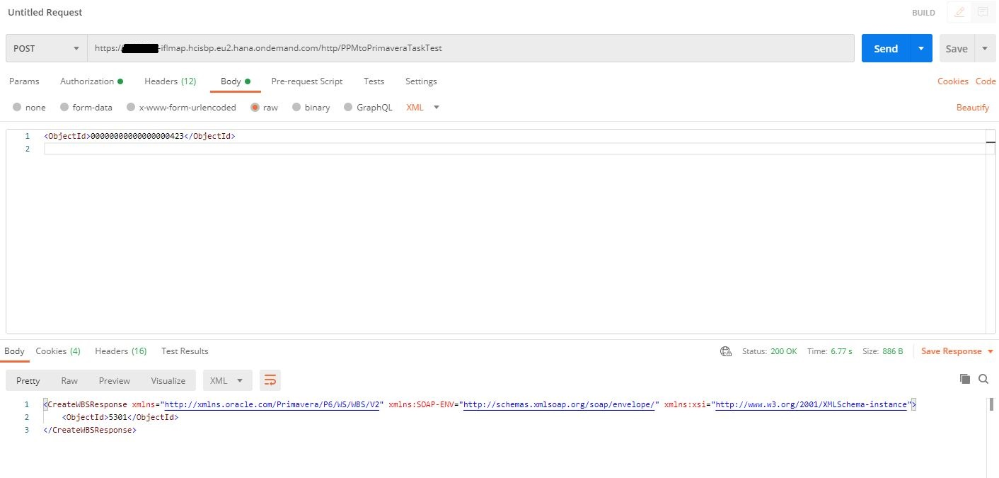 Untitled Request
BUILD
POST
https:/ -iflmap.hcisbp.eu2.hana.ondemand.com/http/PPMtoPrimaveraTaskTest
Send
Save
Params Authorization Headers (12) Body Pre-request Script Tests Settings
Cookies Code
none form-data x-www-form-urlencoded raw binary GraphQL XML
Beautify
1 <ObjectId>00000000000000000423</ObjectId>
2
Body Cookies (4) Headers (16) Test Results
Status: 200 OK Time: 6.77 s Size: 886 B Save Response
Pretty Raw Preview Visualize XML
1 <CreateWBSResponse xmlns="http://xmlns.oracle.com/Primavera/P6/WS/WBS/V2" xmlns:SOAP-ENV="http://schemas.xmlsoap.org/soap/envelope/" xmlns:xsi="http://www.w3.org/2001/XMLSchema-instance">
2 <ObjectId>5301</ObjectId>
3 </CreateWBSResponse>